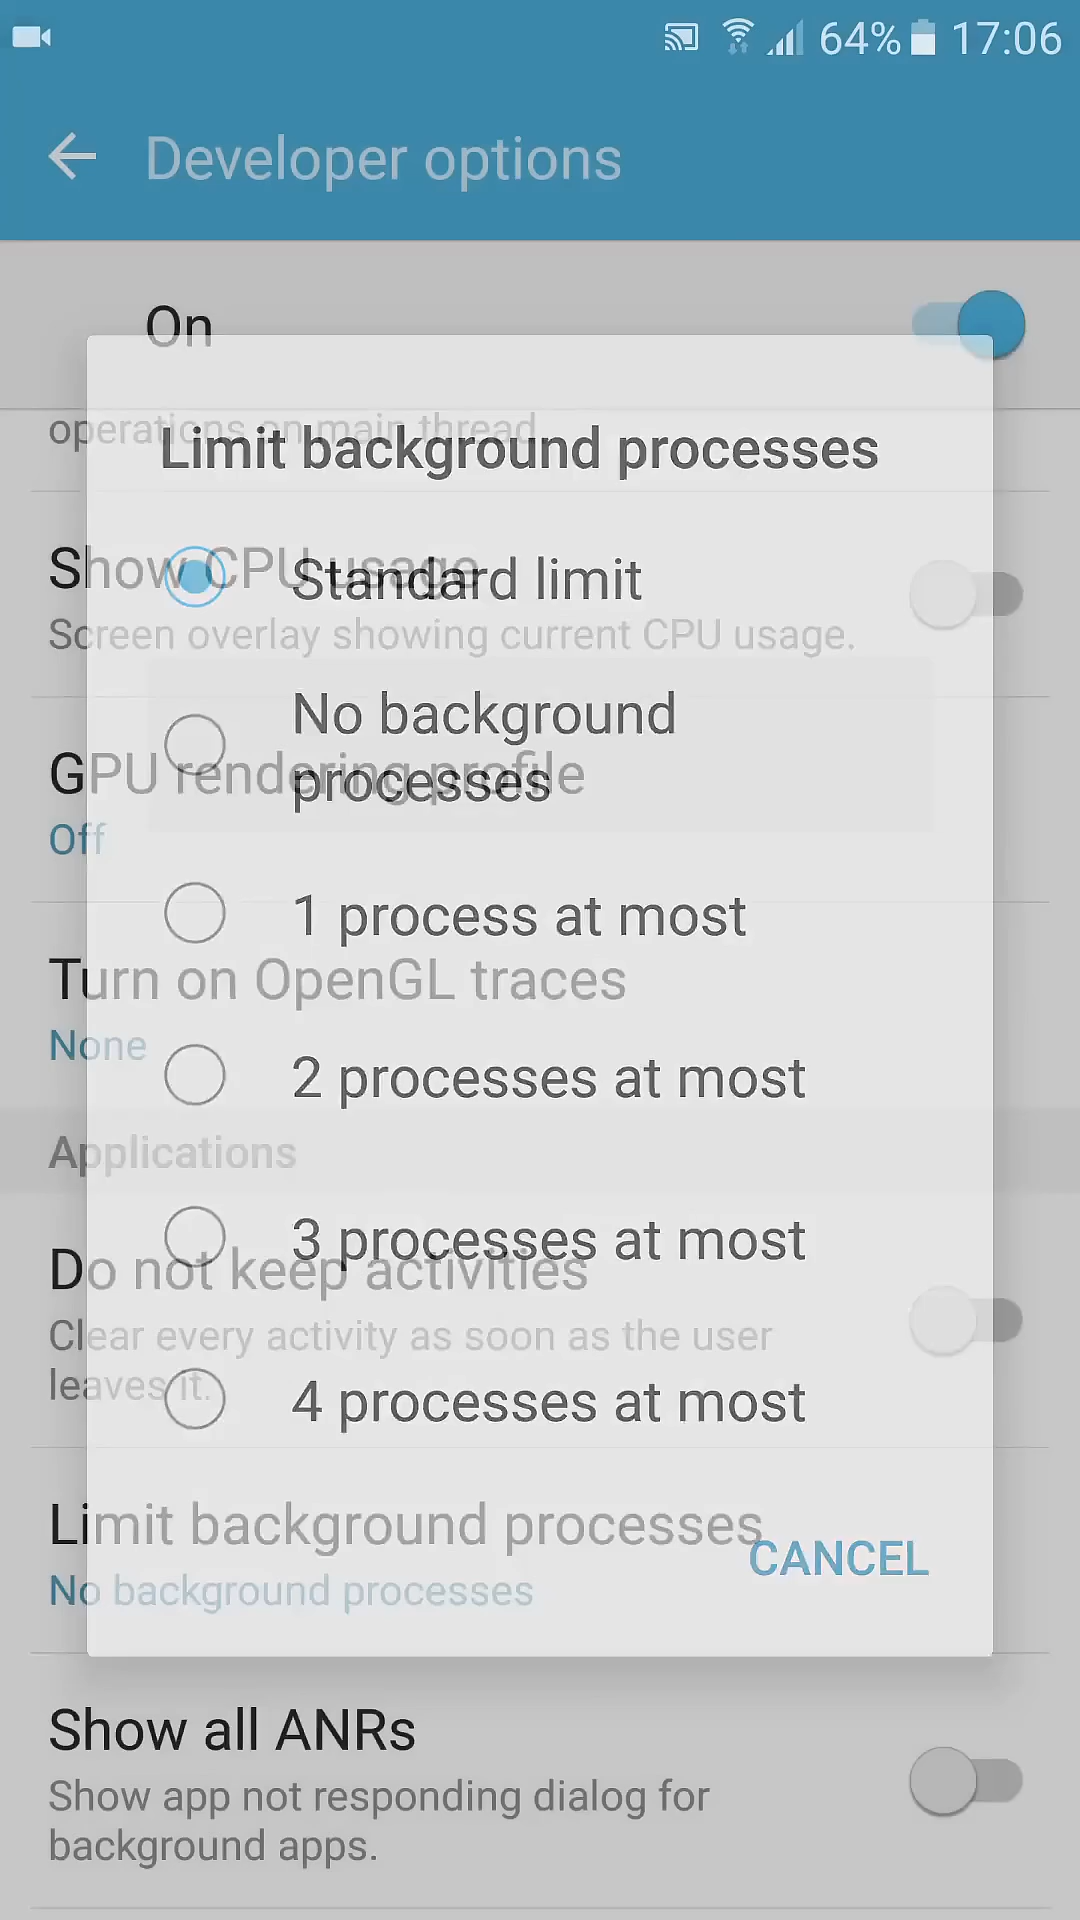 64% 17:06
Developer options
On
operations on main thread
Limit background processes
Show CPU usage
Standard limit
Screen overlay showing current CPU usage.
No background
processes
GPU rendering profile
Off
1 process at most
Turn on OpenGL traces
None
2 processes at most
Applications
3 processes at most
Do not keep activities
Clear every activity as soon as the user
leaves it.
4 processes at most
Limit background processes
CANCEL
No background processes
Show all ANRs
Show app not responding dialog for
background apps.